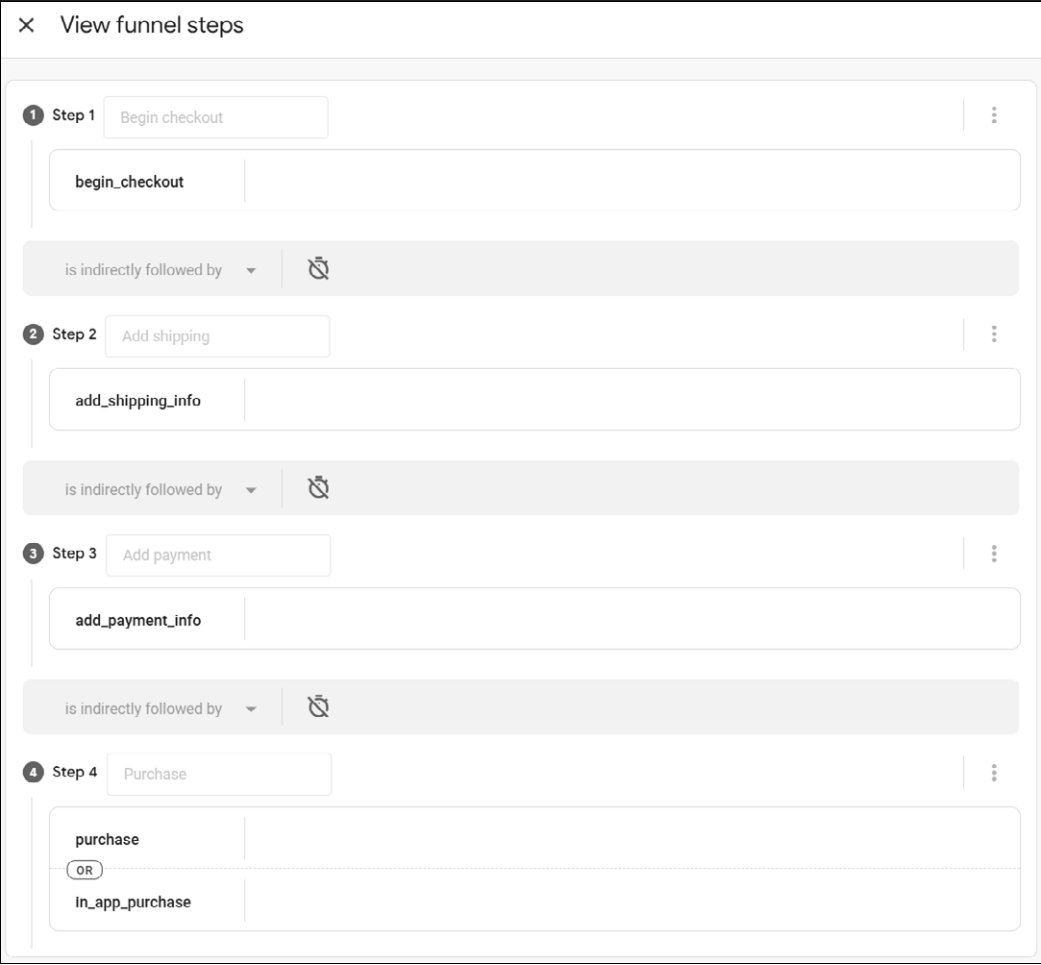 View funnel steps
1 Step 1 Begin checkout
begin_checkout
is indirectly followed by
2 Step 2 Add shipping
add_shipping_info
is indirectly followed by
3 Step 3 Add payment
add_payment_info
is indirectly followed by
4 Step 4 Purchase
purchase
OR
in_app_purchase